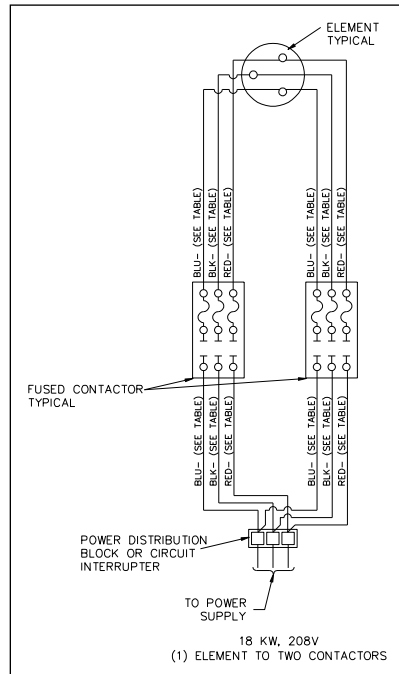 ELEMENT
TYPICAL
BLU- (SEE TABLE)
BLK- (SEE TABLE)
RED- (SEE TABLE)
BLU- (SEE TABLE)
BLK- (SEE TABLE)
RED- (SEE TABLE)
FUSED CONTACTOR
TYPICAL
BLU- (SEE TABLE)
BLK- (SEE TABLE)
RED- (SEE TABLE)
BLU- (SEE TABLE)
BLK- (SEE TABLE)
RED- (SEE TABLE)
POWER DISTRIBUTION
BLOCK OR CIRCUIT
INTERRUPTER
TO POWER
SUPPLY
18 KW, 208V
(1) ELEMENT TO TWO CONTACTORS